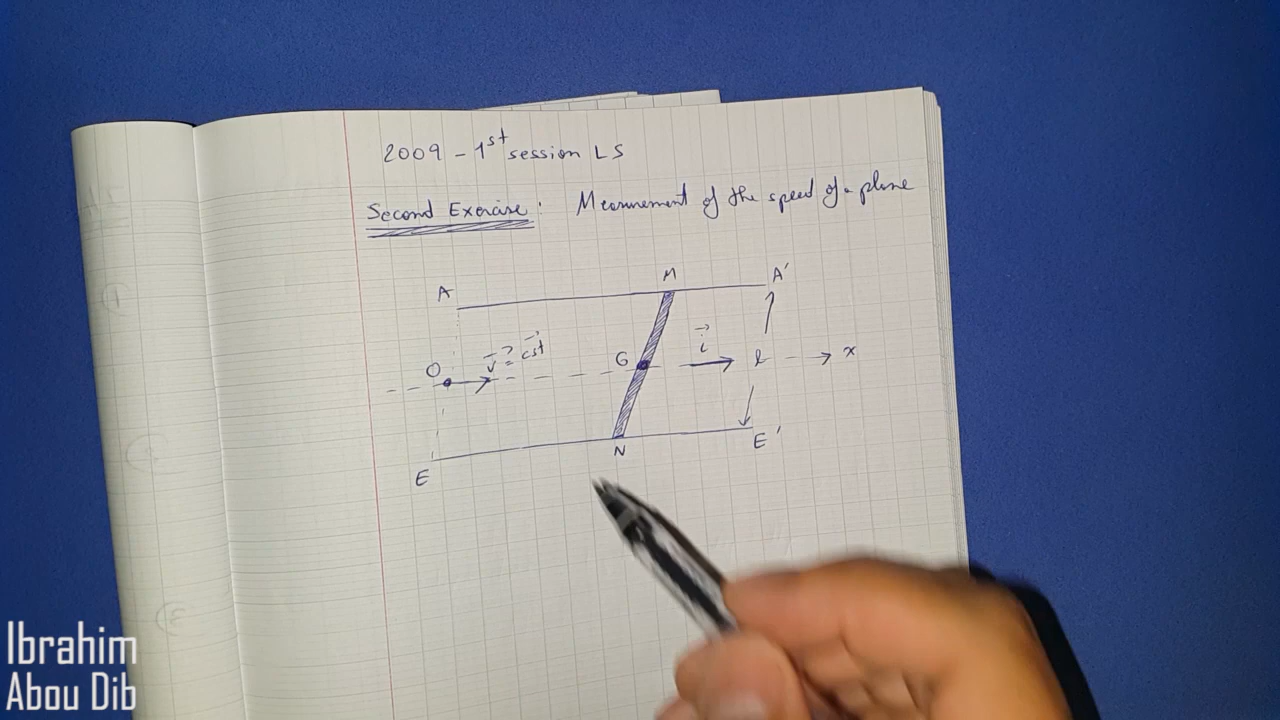 2009 - 1st session LS
Second Exercise : Measurement of the speed of a plane
A M A'
O v = cst G i l x
E N E'
Ibrahim
Abou Dib